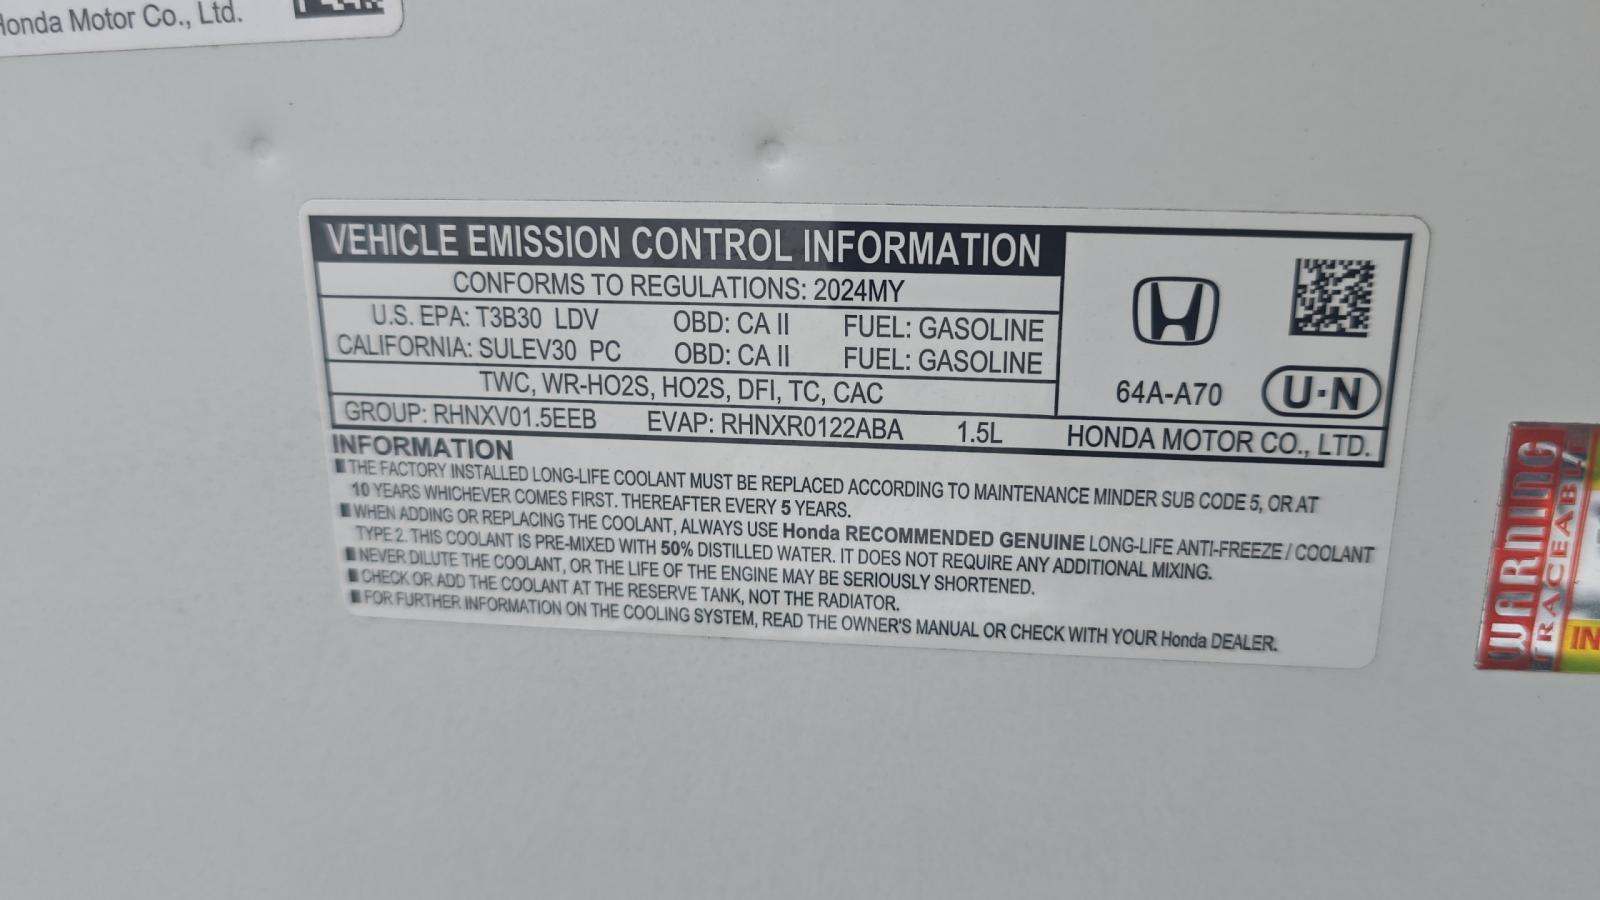 Honda Motor Co., Ltd.
VEHICLE EMISSION CONTROL INFORMATION
CONFORMS TO REGULATIONS: 2024MY
U.S. EPA: T3B30 LDV OBD: CA II FUEL: GASOLINE
CALIFORNIA: SULEV30 PC OBD: CA II FUEL: GASOLINE
TWC, WR-HO2S, HO2S, DFI, TC, CAC
GROUP: RHNXV01.5EEB EVAP: RHNXR0122ABA 1.5L
64A-A70
U·N
HONDA MOTOR CO., LTD.
INFORMATION
THE FACTORY INSTALLED LONG-LIFE COOLANT MUST BE REPLACED ACCORDING TO MAINTENANCE MINDER SUB CODE 5, OR AT
10 YEARS WHICHEVER COMES FIRST. THEREAFTER EVERY 5 YEARS.
WHEN ADDING OR REPLACING THE COOLANT, ALWAYS USE Honda RECOMMENDED GENUINE LONG-LIFE ANTI-FREEZE / COOLANT
TYPE 2. THIS COOLANT IS PRE-MIXED WITH 50% DISTILLED WATER. IT DOES NOT REQUIRE ANY ADDITIONAL MIXING.
NEVER DILUTE THE COOLANT, OR THE LIFE OF THE ENGINE MAY BE SERIOUSLY SHORTENED.
CHECK OR ADD THE COOLANT AT THE RESERVE TANK, NOT THE RADIATOR.
FOR FURTHER INFORMATION ON THE COOLING SYSTEM, READ THE OWNER'S MANUAL OR CHECK WITH YOUR Honda DEALER.
WARNING
TRACEABLE
IN